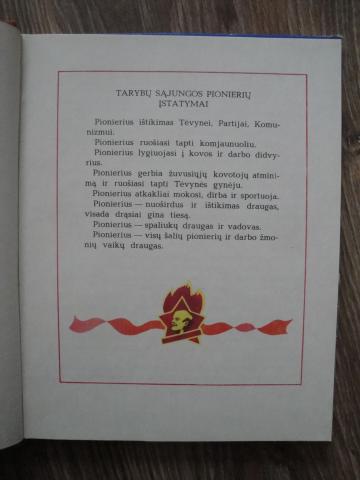 TARYBŲ SĄJUNGOS PIONIERIŲ
ĮSTATYMAI
Pionierius ištikimas Tėvynei, Partijai, Komu-
nizmui.
Pionierius ruošiasi tapti komjaunuoliu.
Pionierius lygiuojasi į kovos ir darbo didvy-
rius.
Pionierius gerbia žuvusiųjų kovotojų atmini-
mą ir ruošiasi tapti Tėvynės gynėju.
Pionierius atkakliai mokosi, dirba ir sportuoja.
Pionierius — nuoširdus ir ištikimas draugas,
visada drąsiai gina tiesą.
Pionierius — spaliukų draugas ir vadovas.
Pionierius — visų šalių pionierių ir darbo žmo-
nių vaikų draugas.